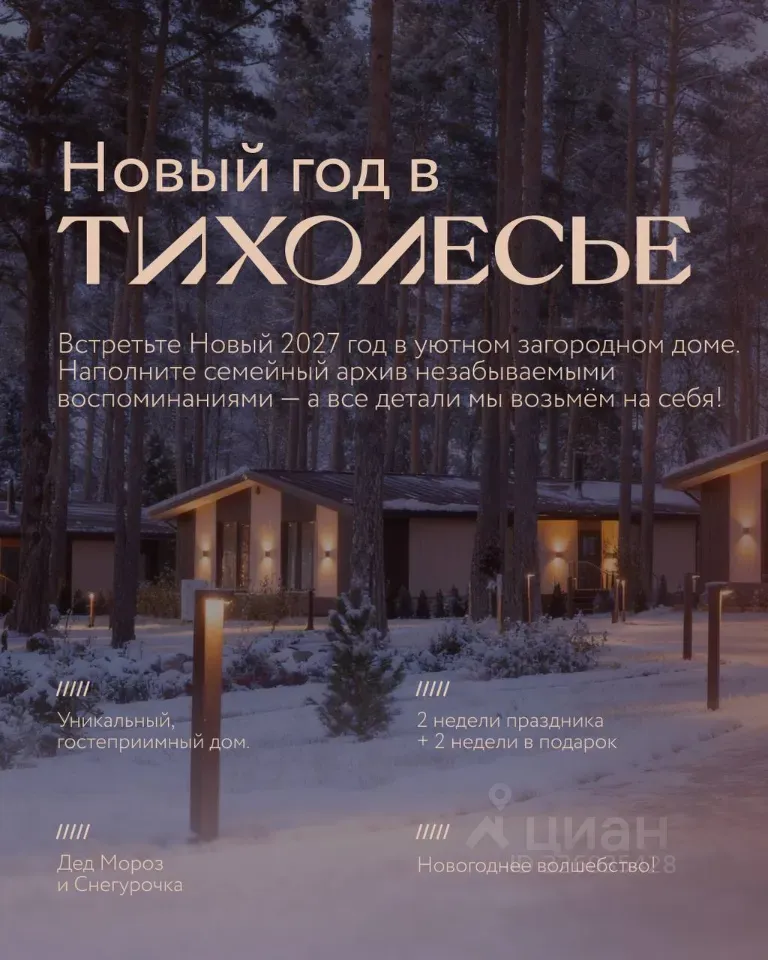 Новый год в
ТИХОЛЕСЬЕ
Встретьте Новый 2027 год в уютном загородном доме.
Наполните семейный архив незабываемыми
воспоминаниями — а все детали мы возьмём на себя!
Уникальный,
гостеприимный дом.
2 недели праздника
+ 2 недели в подарок
Дед Мороз
и Снегурочка
циан
Новогоднее волшебство!